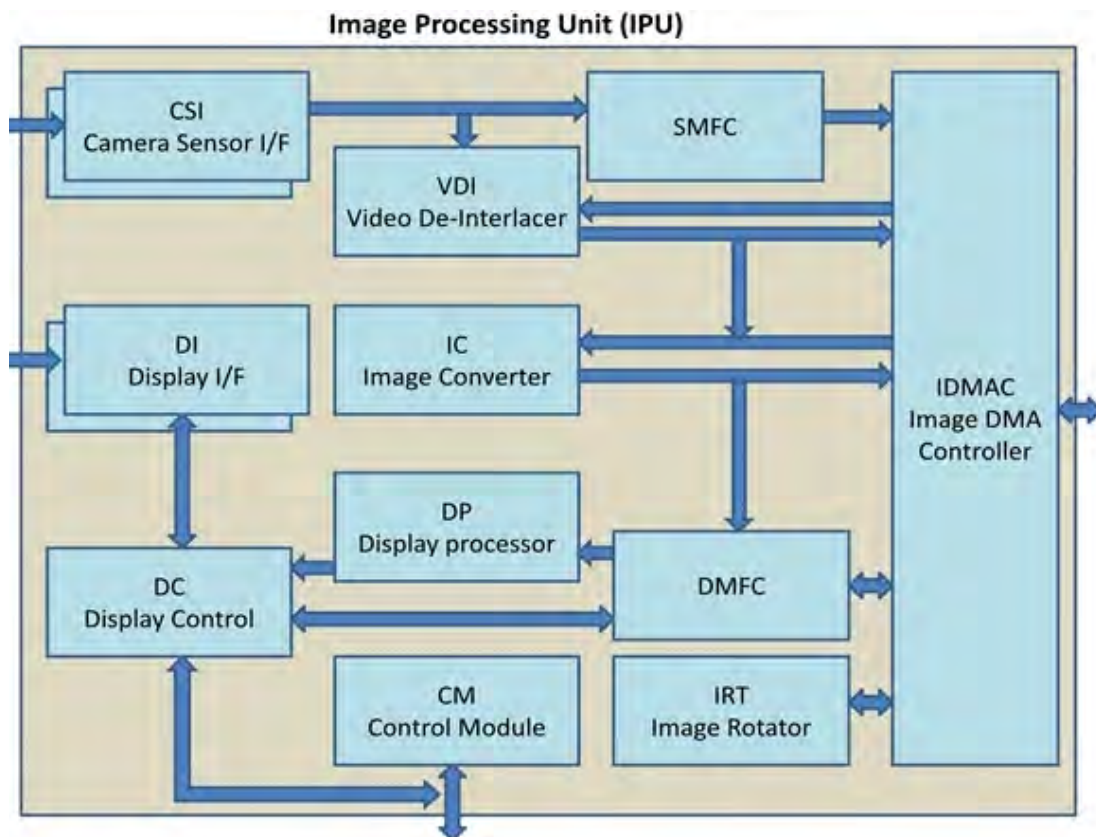 Image Processing Unit (IPU)
CSI
Camera Sensor I/F
SMFC
VDI
Video De-Interlacer
DI
Display I/F
IC
Image Converter
IDMAC
Image DMA
Controller
DP
Display processor
DC
Display Control
DMFC
CM
Control Module
IRT
Image Rotator